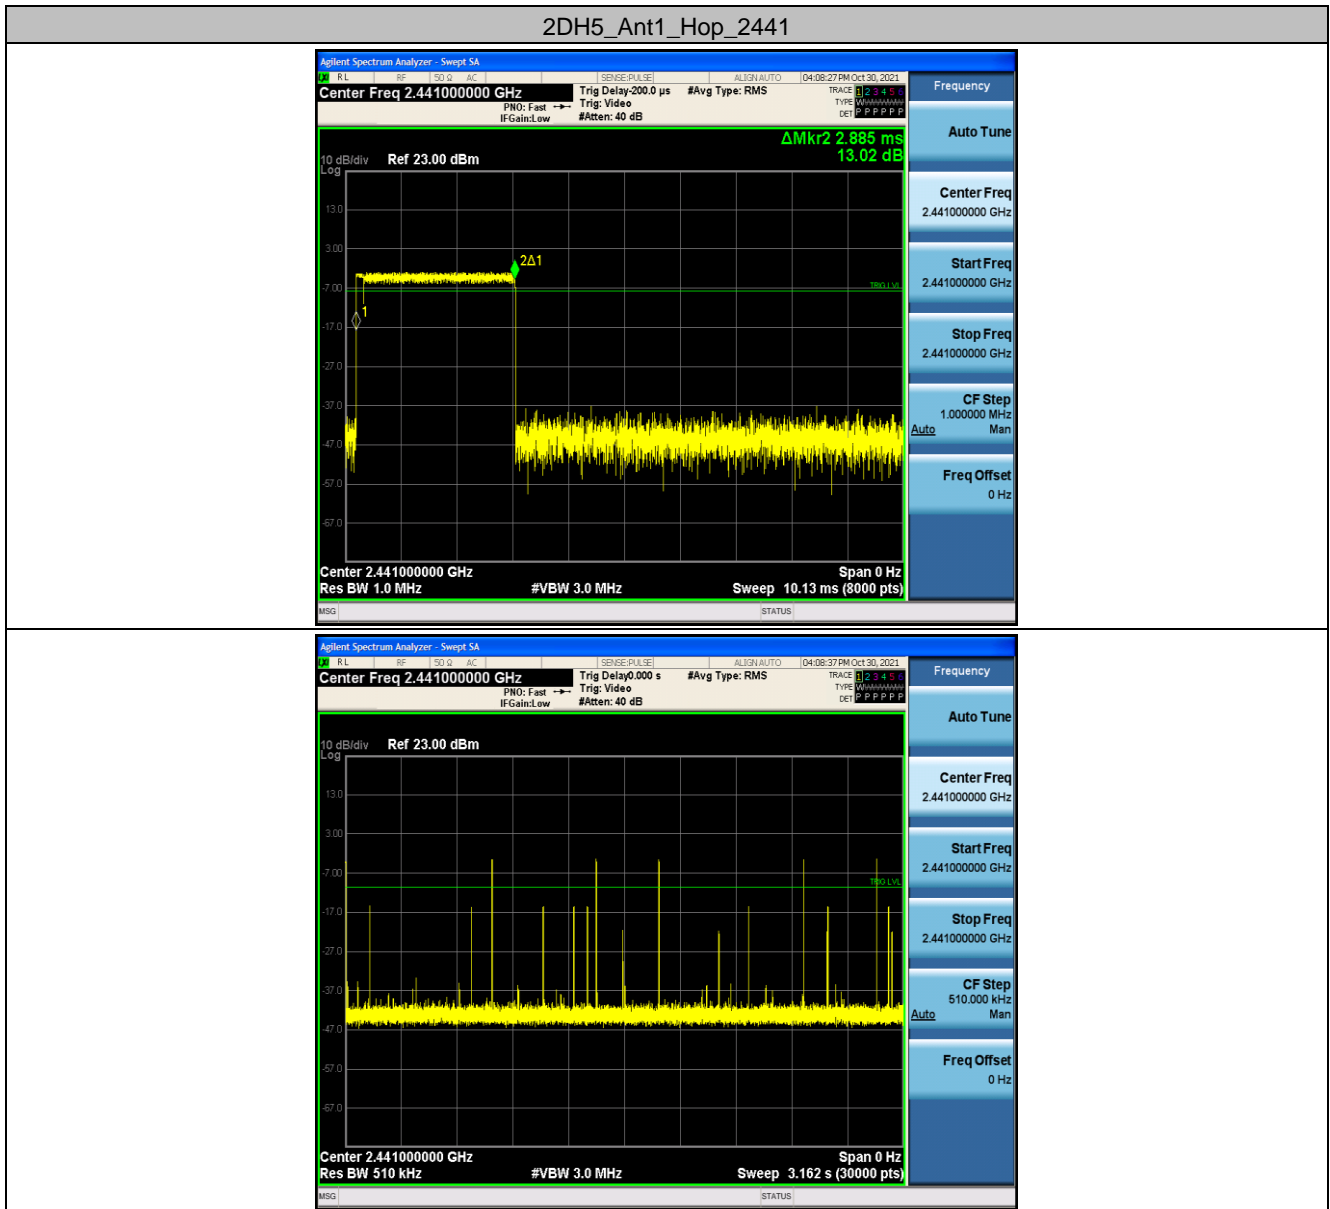 2DH5_Ant1_Hop_2441
Agilent Spectrum Analyzer - Swept SA
LXI RL RF 50 Ω AC SENSE:PULSE ALIGN AUTO 04:08:27 PM Oct 30, 2021
Center Freq 2.441000000 GHz
PNO: Fast
IFGain:Low
Trig Delay-200.0 µs
Trig: Video
#Atten: 40 dB
#Avg Type: RMS
TRACE 1 2 3 4 5 6
TYPE W
DET P P P P P P
ΔMkr2 2.885 ms
13.02 dB
10 dB/div Ref 23.00 dBm
Log
13.0
3.00
2Δ1
-7.00
TRIG LVL
1
-17.0
-27.0
-37.0
-47.0
-57.0
-67.0
Center 2.441000000 GHz Span 0 Hz
Res BW 1.0 MHz #VBW 3.0 MHz Sweep 10.13 ms (8000 pts)
MSG STATUS
Frequency
Auto Tune
Center Freq
2.441000000 GHz
Start Freq
2.441000000 GHz
Stop Freq
2.441000000 GHz
CF Step
1.000000 MHz
Auto Man
Freq Offset
0 Hz
Agilent Spectrum Analyzer - Swept SA
LXI RL RF 50 Ω AC SENSE:PULSE ALIGN AUTO 04:08:37 PM Oct 30, 2021
Center Freq 2.441000000 GHz
PNO: Fast
IFGain:Low
Trig Delay0.000 s
Trig: Video
#Atten: 40 dB
#Avg Type: RMS
TRACE 1 2 3 4 5 6
TYPE W
DET P P P P P P
10 dB/div Ref 23.00 dBm
Log
13.0
3.00
-7.00
TRIG LVL
-17.0
-27.0
-37.0
-47.0
-57.0
-67.0
Center 2.441000000 GHz Span 0 Hz
Res BW 510 kHz #VBW 3.0 MHz Sweep 3.162 s (30000 pts)
MSG STATUS
Frequency
Auto Tune
Center Freq
2.441000000 GHz
Start Freq
2.441000000 GHz
Stop Freq
2.441000000 GHz
CF Step
510.000 kHz
Auto Man
Freq Offset
0 Hz